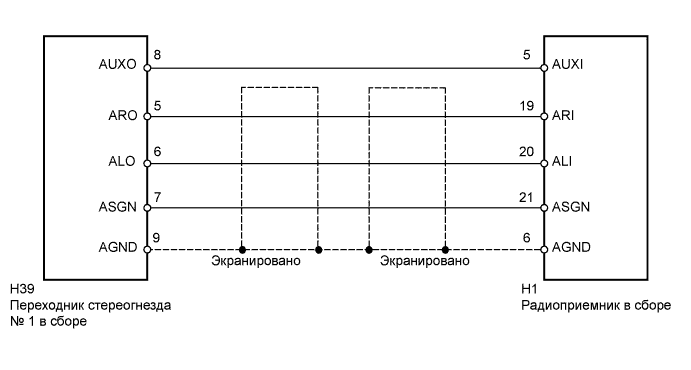 8 5
AUXO AUXI
5 19
ARO ARI
6 20
ALO ALI
7 21
ASGN ASGN
9 6
AGND AGND
Экранировано Экранировано
H39 H1
Переходник стереогнезда Радиоприемник в сборе
№ 1 в сборе